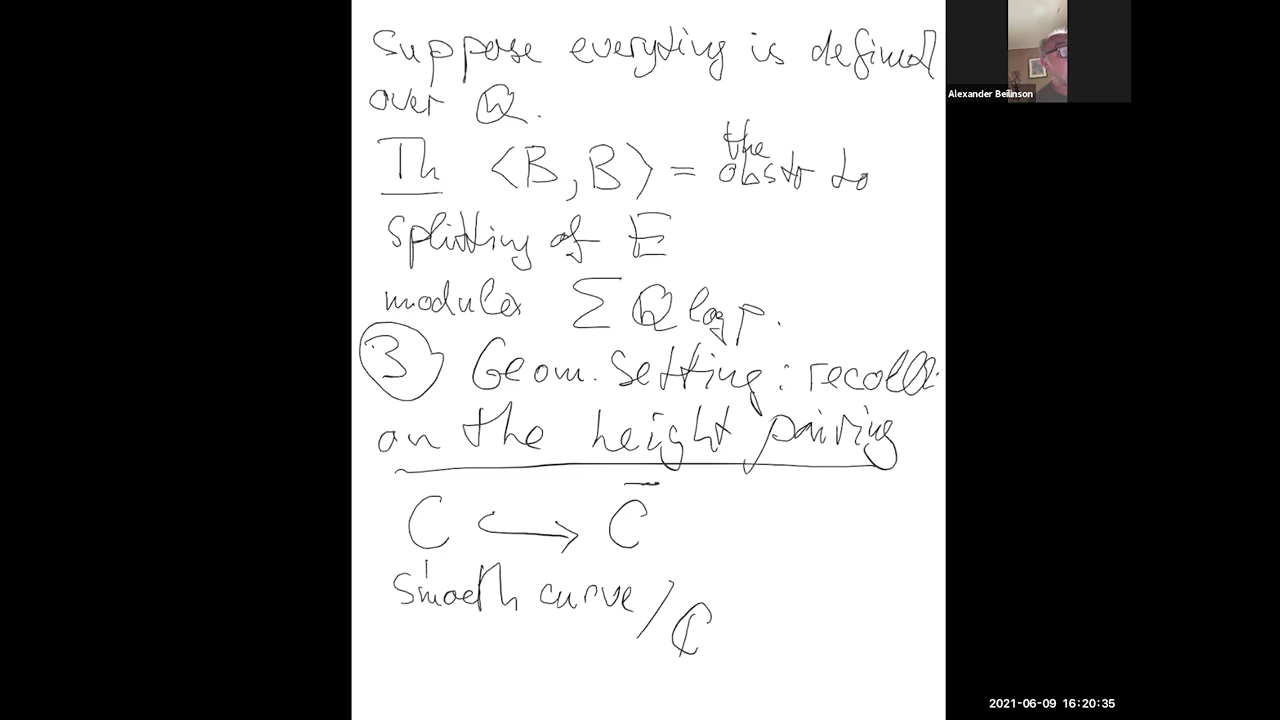 Suppose everyting is defined
over Q.
Th <B, B> = the obstr to
splitting of E
modulo Σ Q log p.
③ Geom. Setting: recoll.
on the height pairing
C ↪ C̄
smooth curve / ℂ
Alexander Beilinson
2021-06-09 16:20:35